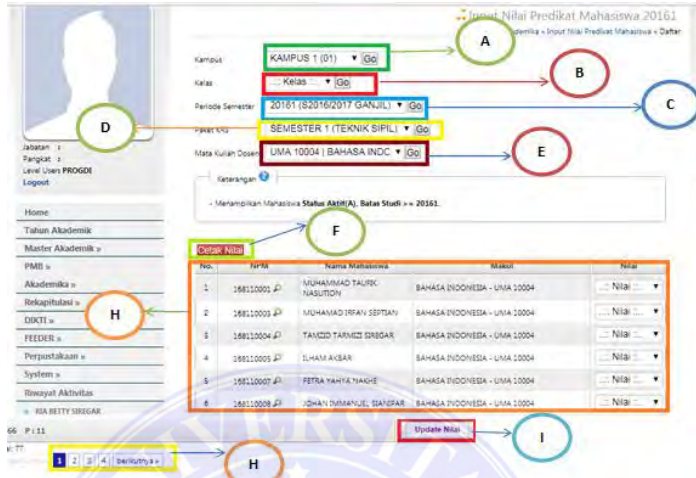 Input Nilai Predikat Mahasiswa 20161
Akademika » Input Nilai Predikat Mahasiswa » Daftar
A
Kampus
KAMPUS 1 (01) Go
B
Kelas
..:: Kelas ::.. Go
C
Periode Semester
20161 (S2016/2017 GANJIL) Go
D
Paket KRS
SEMESTER 1 (TEKNIK SIPIL) Go
E
Mata Kuliah Dosen
UMA 10004 | BAHASA INDC Go
Jabatan :
Pangkat :
Level Users PROGDI
Logout
Keterangan
- Menampilkan Mahasiswa Status Aktif(A), Batas Studi >= 20161.
F
Home
Tahun Akademik
Master Akademik »
PMB »
Akademika »
Rekapitulasi »
DIKTI »
FEEDER »
Perpustakaan »
System »
Riwayat Aktivitas
RIA BETTY SIREGAR
H
Cetak Nilai
No. NPM Nama Mahasiswa Makul Nilai
1 168110001 MUHAMMAD TAUFIK NASUTION BAHASA INDONESIA - UMA 10004 ..:: Nilai ::..
2 168110003 MUHAMAD IRFAN SEPTIAN BAHASA INDONESIA - UMA 10004 ..:: Nilai ::..
3 168110004 TAMZID TARMIZI SIREGAR BAHASA INDONESIA - UMA 10004 ..:: Nilai ::..
4 168110005 ILHAM AKBAR BAHASA INDONESIA - UMA 10004 ..:: Nilai ::..
5 168110007 FETRA YAHYA NAKHE BAHASA INDONESIA - UMA 10004 ..:: Nilai ::..
6 168110008 JOHAN IMMANUEL SIANIPAR BAHASA INDONESIA - UMA 10004 ..:: Nilai ::..
66 P : 11
Update Nilai
I
77
1 2 3 4 berikutnya »
H